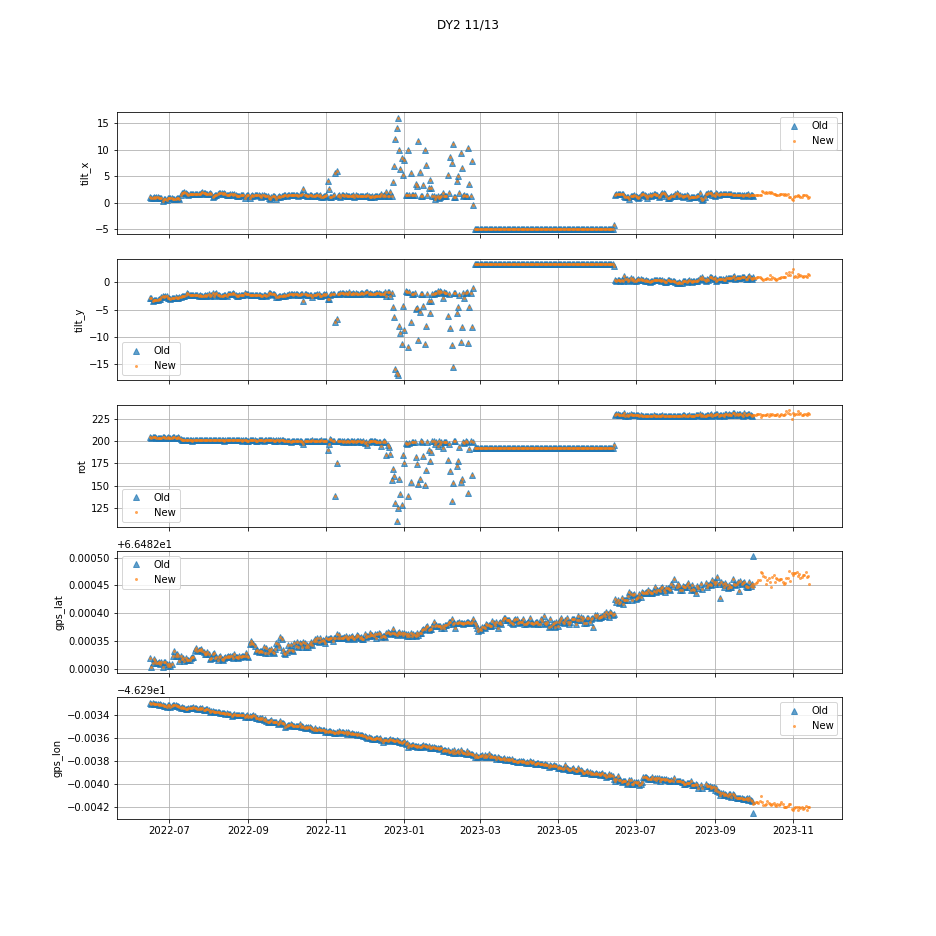 DY2 11/13
15
10
5
0
−5
tilt_x
Old
New
0
−5
−10
−15
tilt_y
Old
New
225
200
175
150
125
rot
Old
New
+6.6482e1
0.00050
0.00045
0.00040
0.00035
0.00030
gps_lat
Old
New
−4.629e1
−0.0034
−0.0036
−0.0038
−0.0040
−0.0042
gps_lon
Old
New
2022-07 2022-09 2022-11 2023-01 2023-03 2023-05 2023-07 2023-09 2023-11